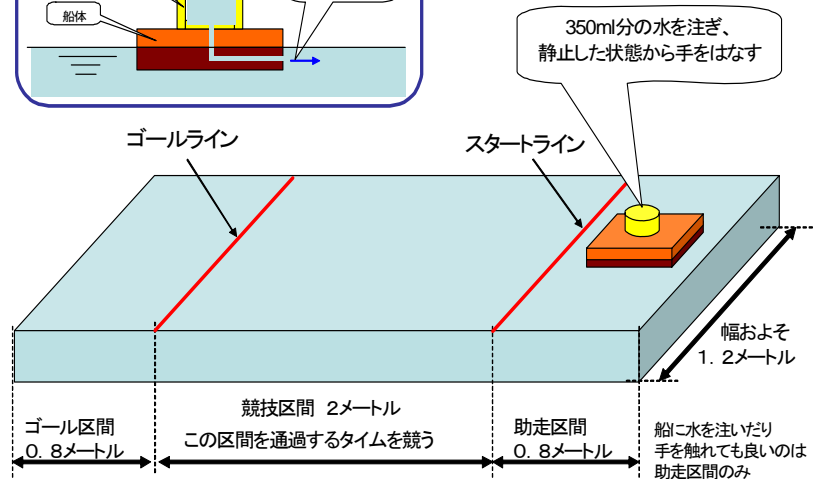 船体
350ml分の水を注ぎ、
静止した状態から手をはなす
ゴールライン
スタートライン
幅およそ
1.2メートル
競技区間 2メートル
この区間を通過するタイムを競う
ゴール区間
0.8メートル
助走区間
0.8メートル
船に水を注いだり
手を触れても良いのは
助走区間のみ